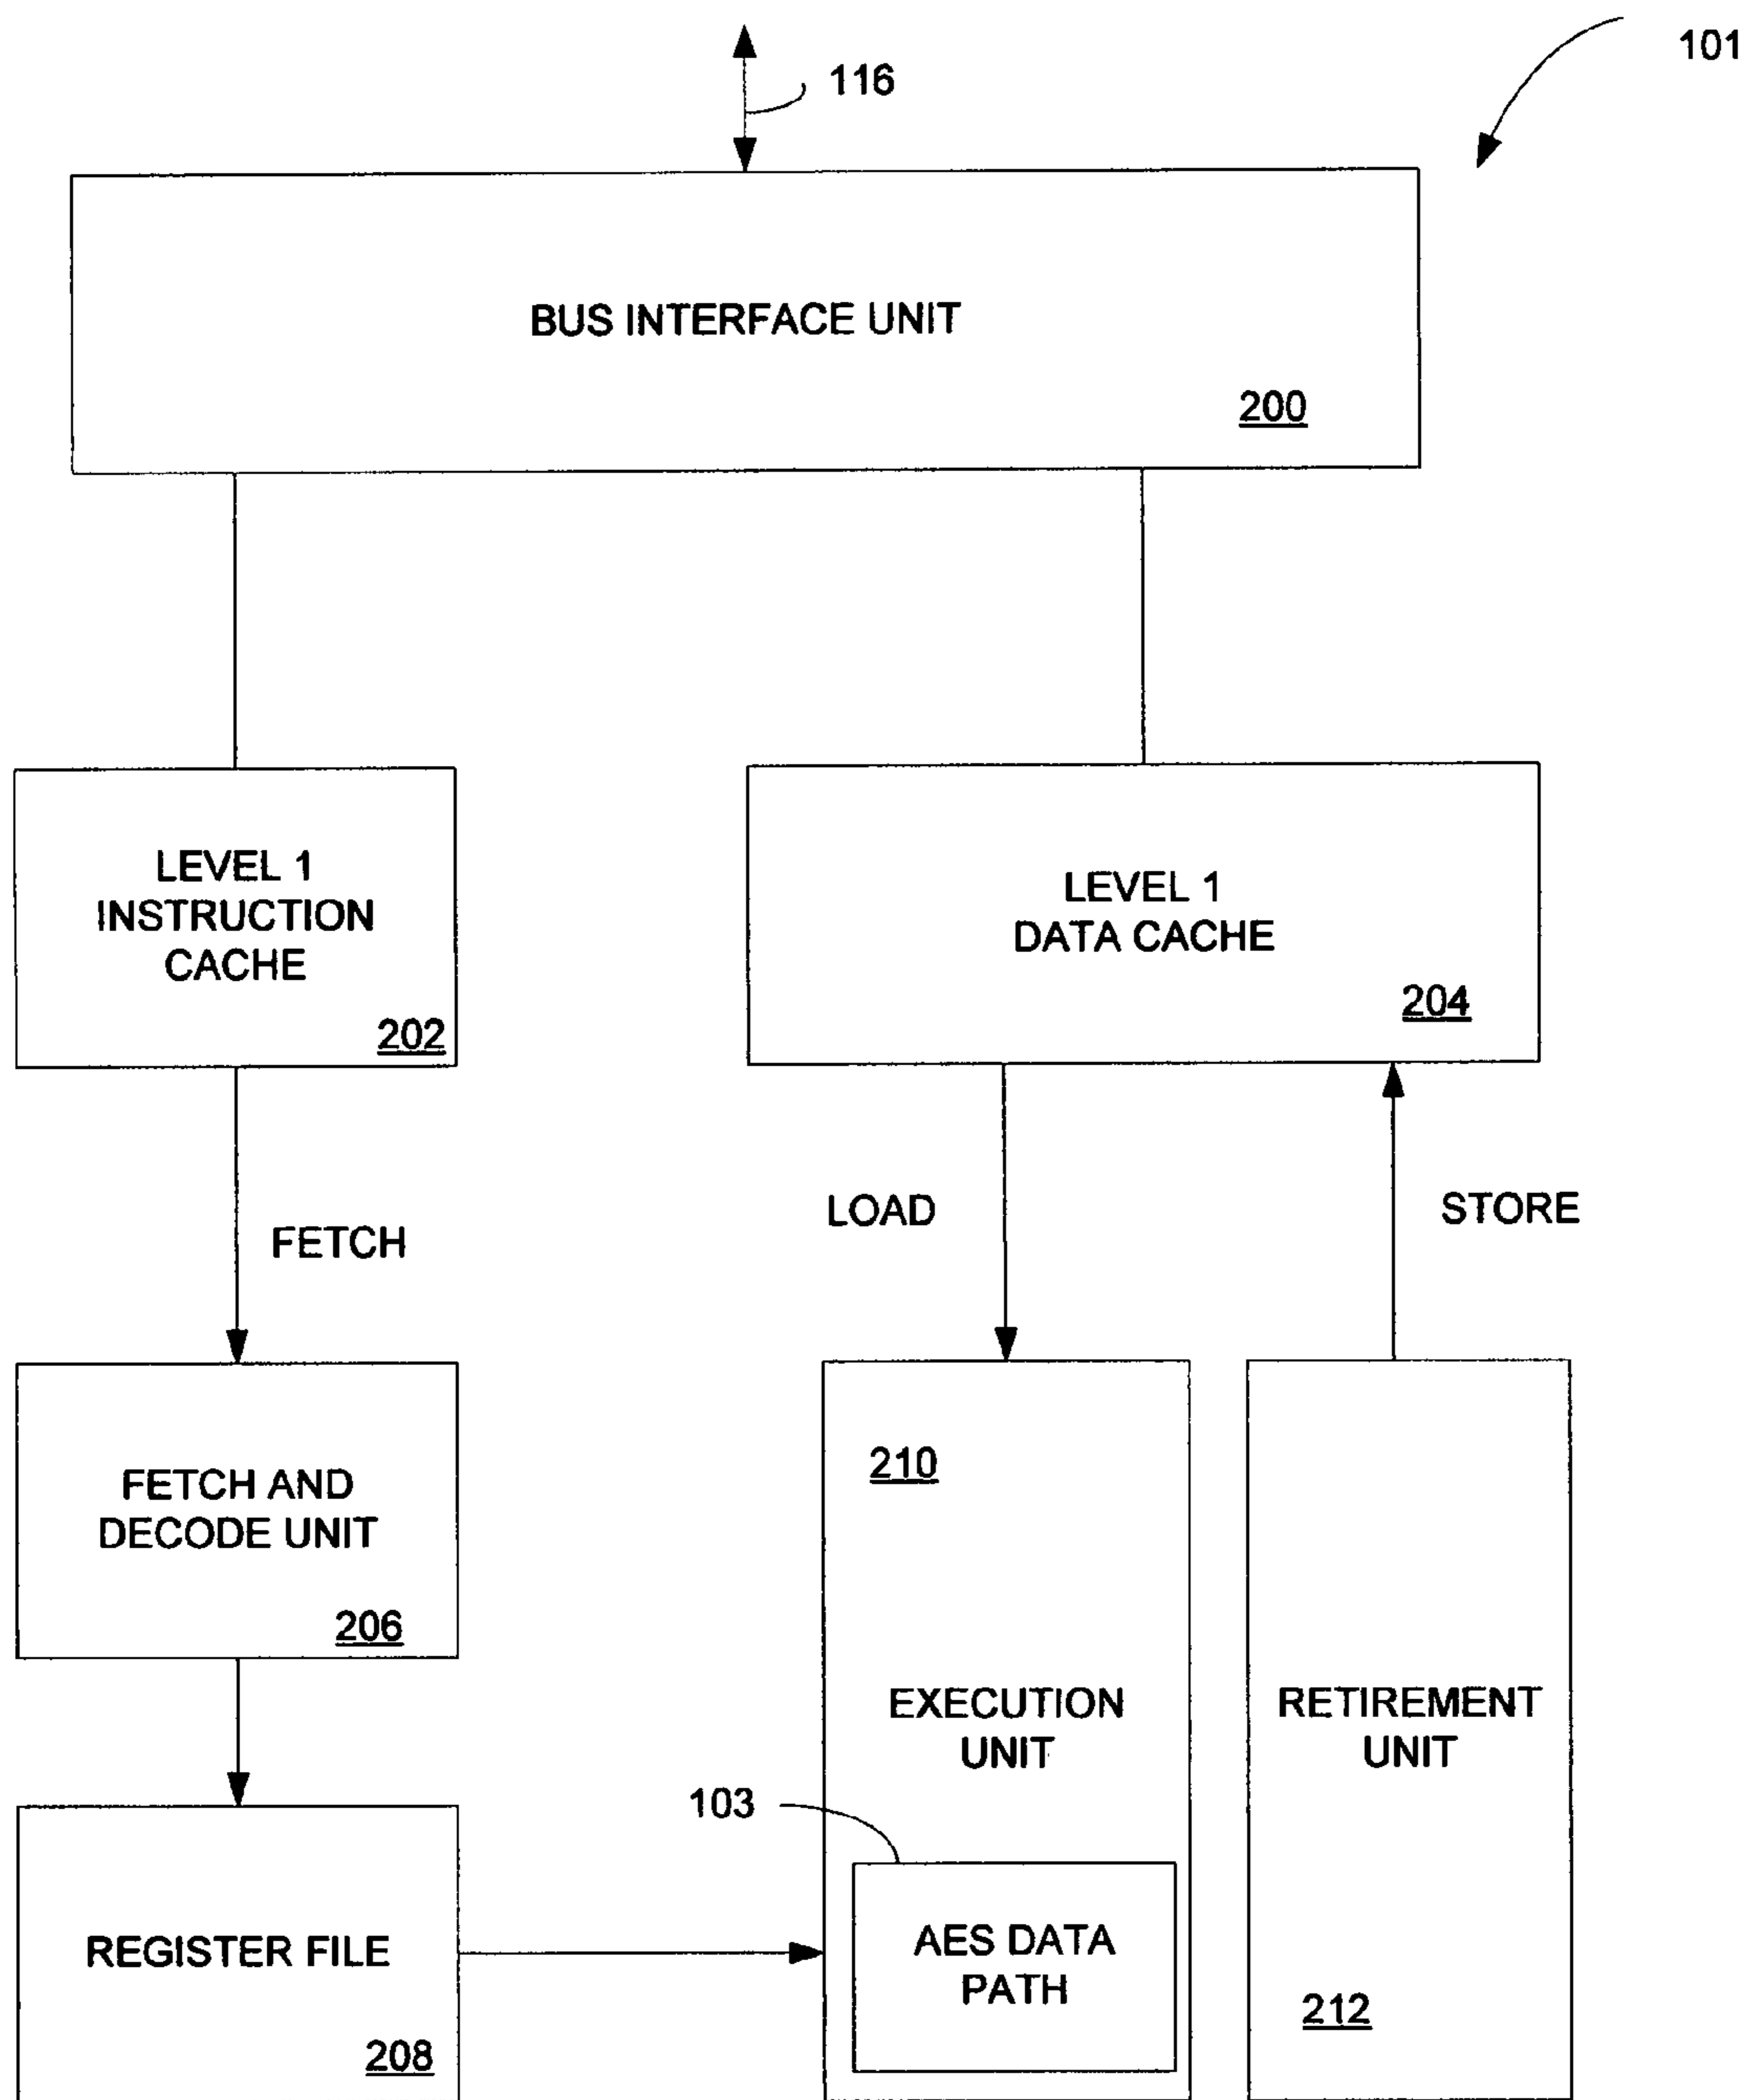 101
116
BUS INTERFACE UNIT
200
LEVEL 1
INSTRUCTION
CACHE
202
LEVEL 1
DATA CACHE
204
FETCH
LOAD
STORE
FETCH AND
DECODE UNIT
206
210
EXECUTION
UNIT
RETIREMENT
UNIT
103
REGISTER FILE
208
AES DATA
PATH
212